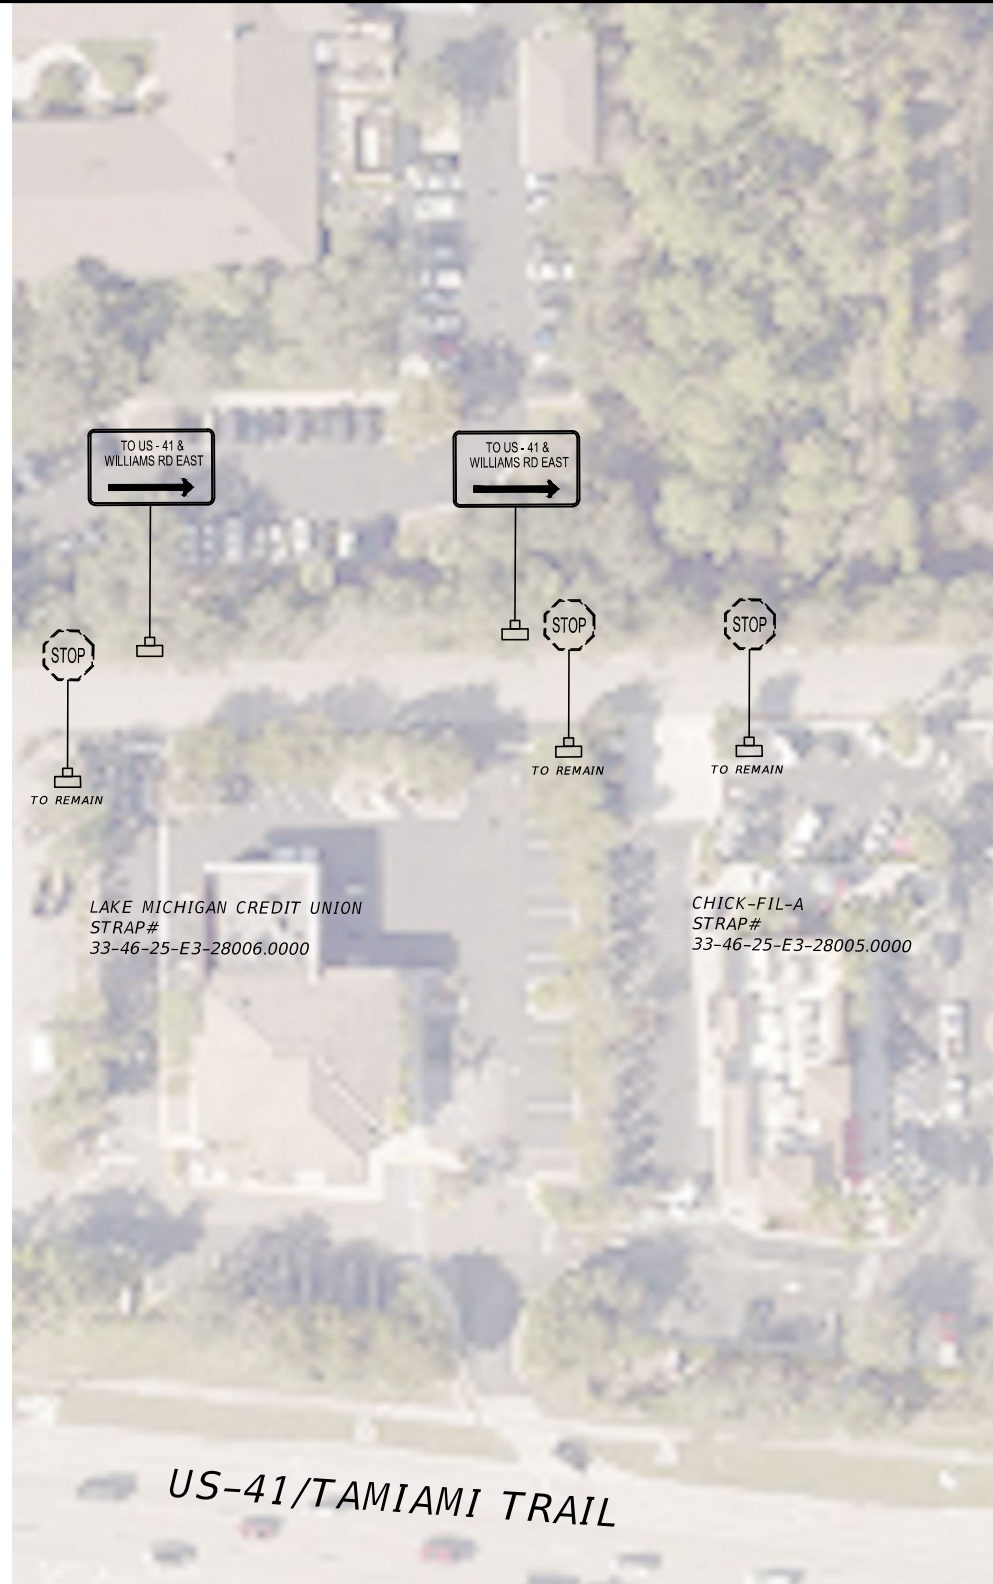 TO US - 41 &
WILLIAMS RD EAST
TO US - 41 &
WILLIAMS RD EAST
STOP
STOP
STOP
TO REMAIN
TO REMAIN
TO REMAIN
LAKE MICHIGAN CREDIT UNION
STRAP#
33-46-25-E3-28006.0000
CHICK-FIL-A
STRAP#
33-46-25-E3-28005.0000
US-41/TAMIAMI TRAIL